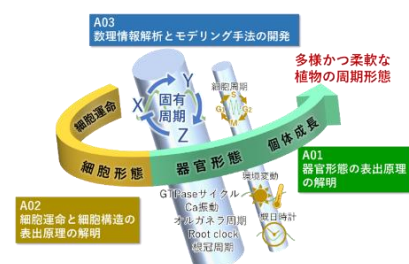 A03
数理情報解析とモデリング手法の開発
多様かつ柔軟な
植物の周期形態
細胞周期
S
G₁
G₂
M
X
Y
Z
固有
周期
細胞運命
細胞形態
器官形態
個体成長
A01
器官形態の表出原理
の解明
環境変動
GTPaseサイクル
Ca振動
オルガネラ周期
Root clock
根冠周期
概日時計
A02
細胞運命と細胞構造の
表出原理の解明